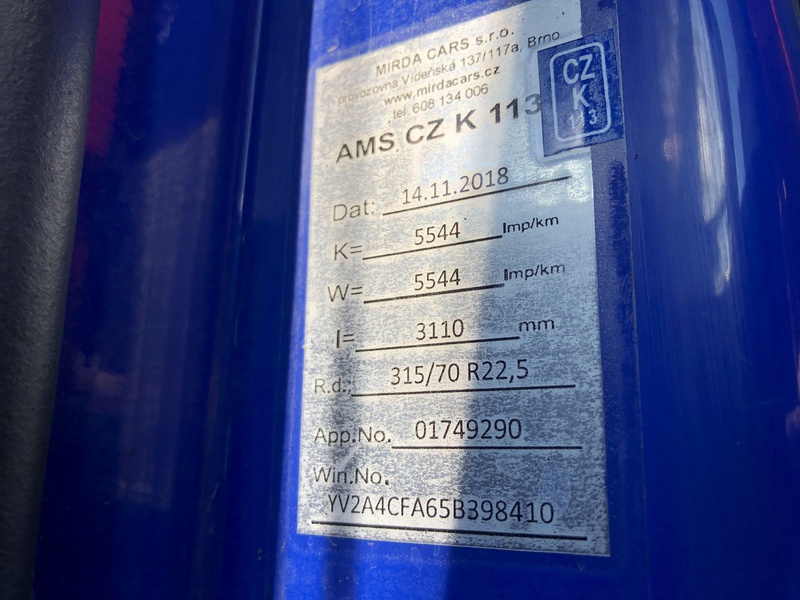 MIRDA CARS s.r.o.
provozovna Vídeňská 137/117a, Brno
www.mirdacars.cz
tel. 608 134 006
AMS CZ K 113
CZ
K
113
Dat: 14.11.2018
K= 5544 Imp/km
W= 5544 Imp/km
l= 3110 mm
R.d.: 315/70 R22,5
App.No. 01749290
Win.No.
YV2A4CFA65B398410